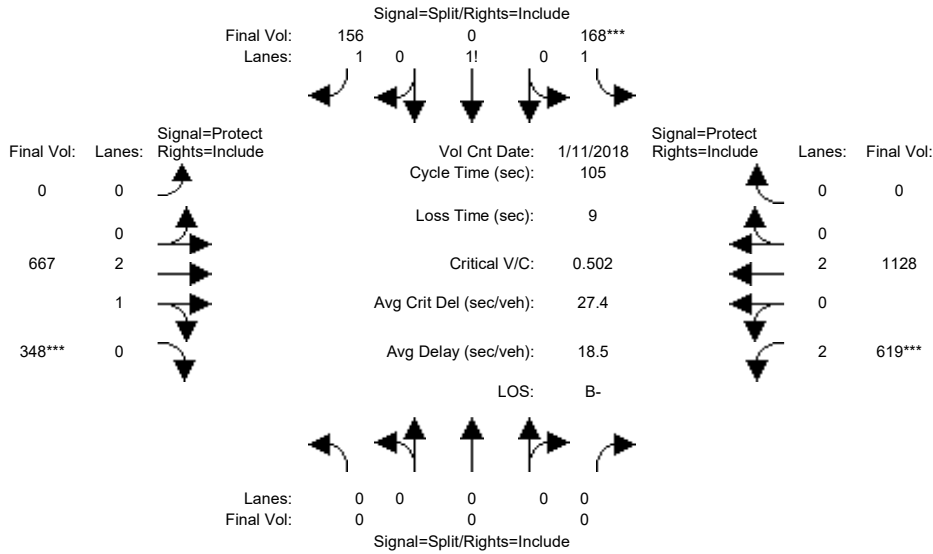 Signal=Split/Rights=Include
Final Vol: 156 0 168***
Lanes: 1 0 1! 0 1
Signal=Protect Signal=Protect
Final Vol: Lanes: Rights=Include Vol Cnt Date: 1/11/2018 Rights=Include Lanes: Final Vol:
Cycle Time (sec): 105
0 0 0 0
Loss Time (sec): 9
0 0
667 2 Critical V/C: 0.502 2 1128
1 Avg Crit Del (sec/veh): 27.4 0
348*** 0 Avg Delay (sec/veh): 18.5 2 619***
LOS: B-
Lanes: 0 0 0 0 0
Final Vol: 0 0 0
Signal=Split/Rights=Include